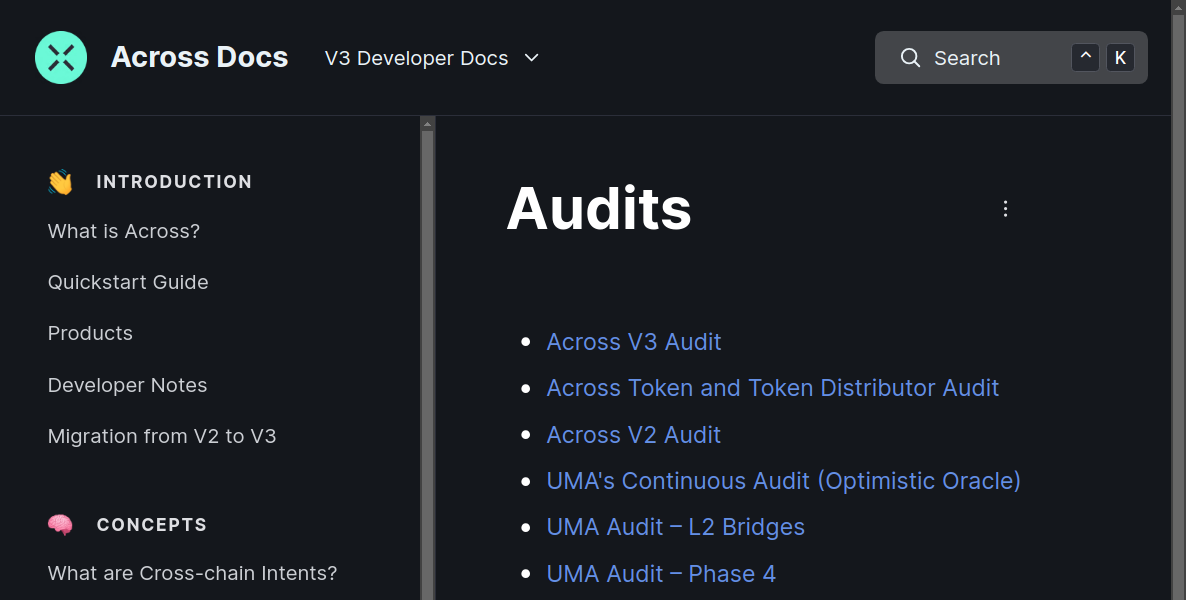 Across Docs
V3 Developer Docs
Search
^ K
INTRODUCTION
What is Across?
Quickstart Guide
Products
Developer Notes
Migration from V2 to V3
CONCEPTS
What are Cross-chain Intents?
Audits
Across V3 Audit
Across Token and Token Distributor Audit
Across V2 Audit
UMA's Continuous Audit (Optimistic Oracle)
UMA Audit – L2 Bridges
UMA Audit – Phase 4